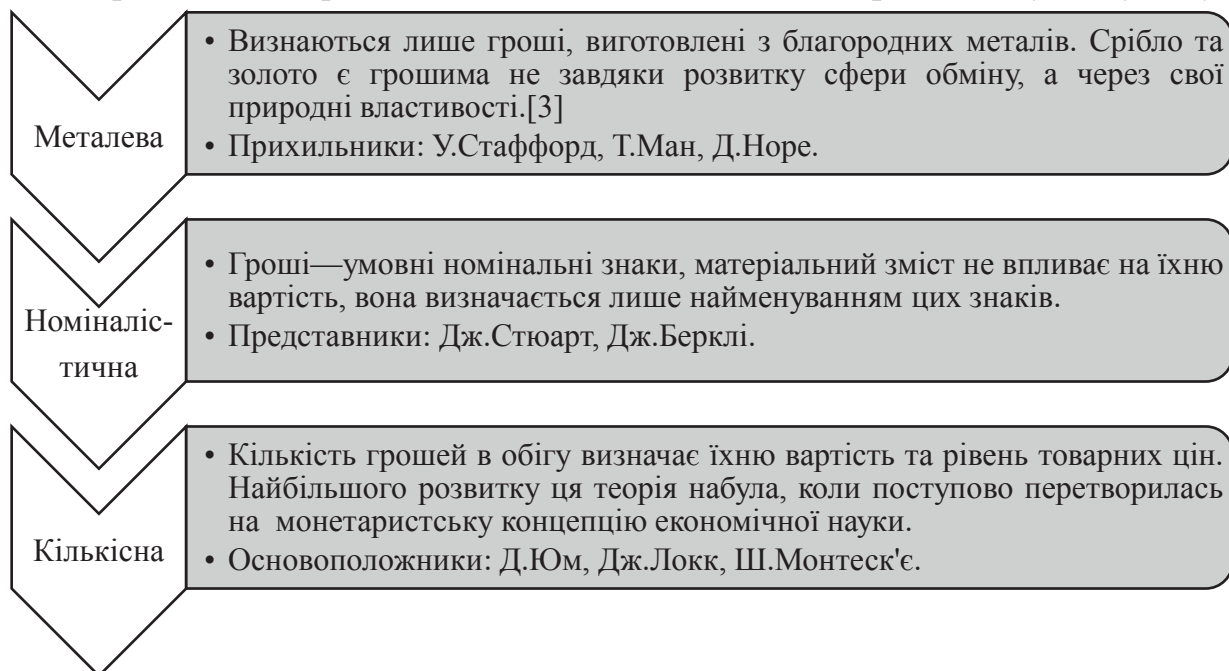 Металева
• Визнаються лише гроші, виготовлені з благородних металів. Срібло та
золото є грошима не завдяки розвитку сфери обміну, а через свої
природні властивості.[3]
• Прихильники: У.Стаффорд, Т.Ман, Д.Норе.
Номіналіс-
тична
• Гроші—умовні номінальні знаки, матеріальний зміст не впливає на їхню
вартість, вона визначається лише найменуванням цих знаків.
• Представники: Дж.Стюарт, Дж.Берклі.
Кількісна
• Кількість грошей в обігу визначає їхню вартість та рівень товарних цін.
Найбільшого розвитку ця теорія набула, коли поступово перетворилась
на монетаристську концепцію економічної науки.
• Основоположники: Д.Юм, Дж.Локк, Ш.Монтеск'є.